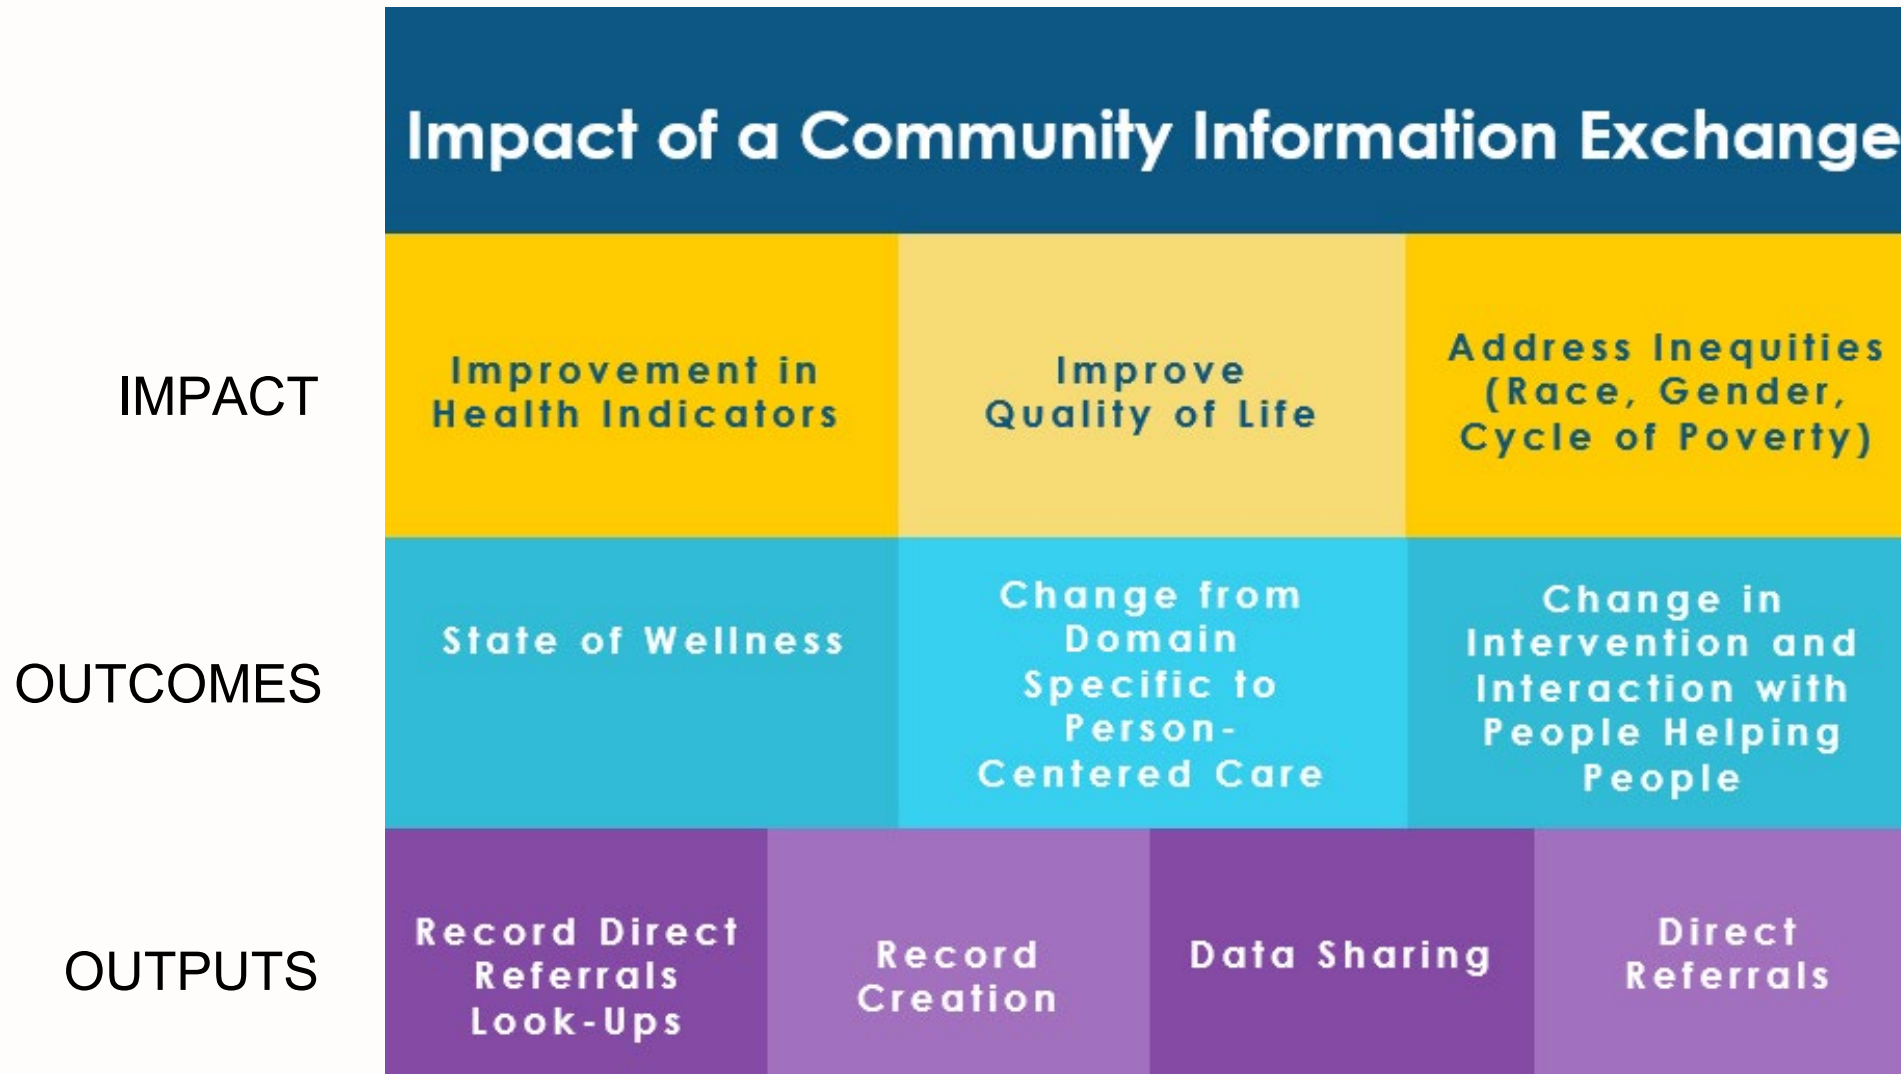 Impact of a Community Information Exchange
IMPACT
Improvement in
Health Indicators
Improve
Quality of Life
Address Inequities
(Race, Gender,
Cycle of Poverty)
OUTCOMES
State of Wellness
Change from
Domain
Specific to
Person-
Centered Care
Change in
Intervention and
Interaction with
People Helping
People
OUTPUTS
Record Direct
Referrals
Look-Ups
Record
Creation
Data Sharing
Direct
Referrals